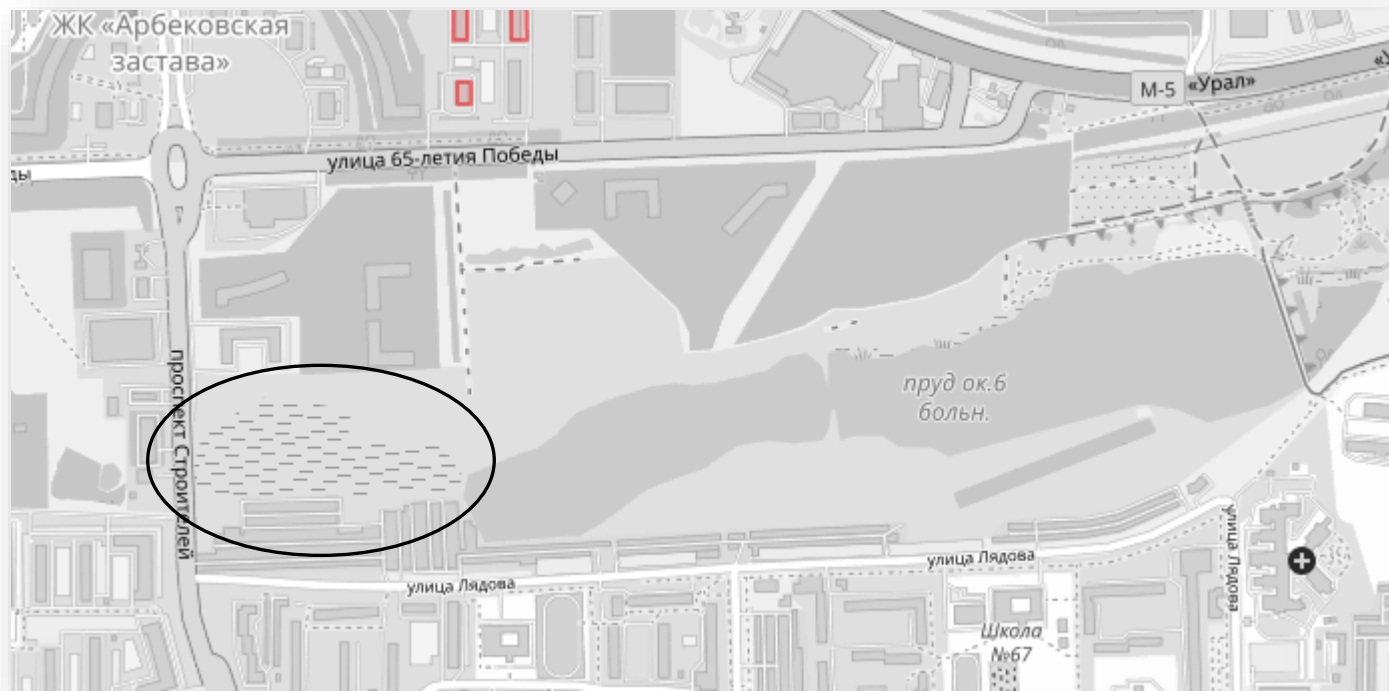 ЖК «Арбековская
застава»
М-5
«Урал»
улица 65-летия Победы
ды
проспект Строителей
пруд ок.6
больн.
улица Лядова
улица Лядова
улица Лядова
Школа
№67